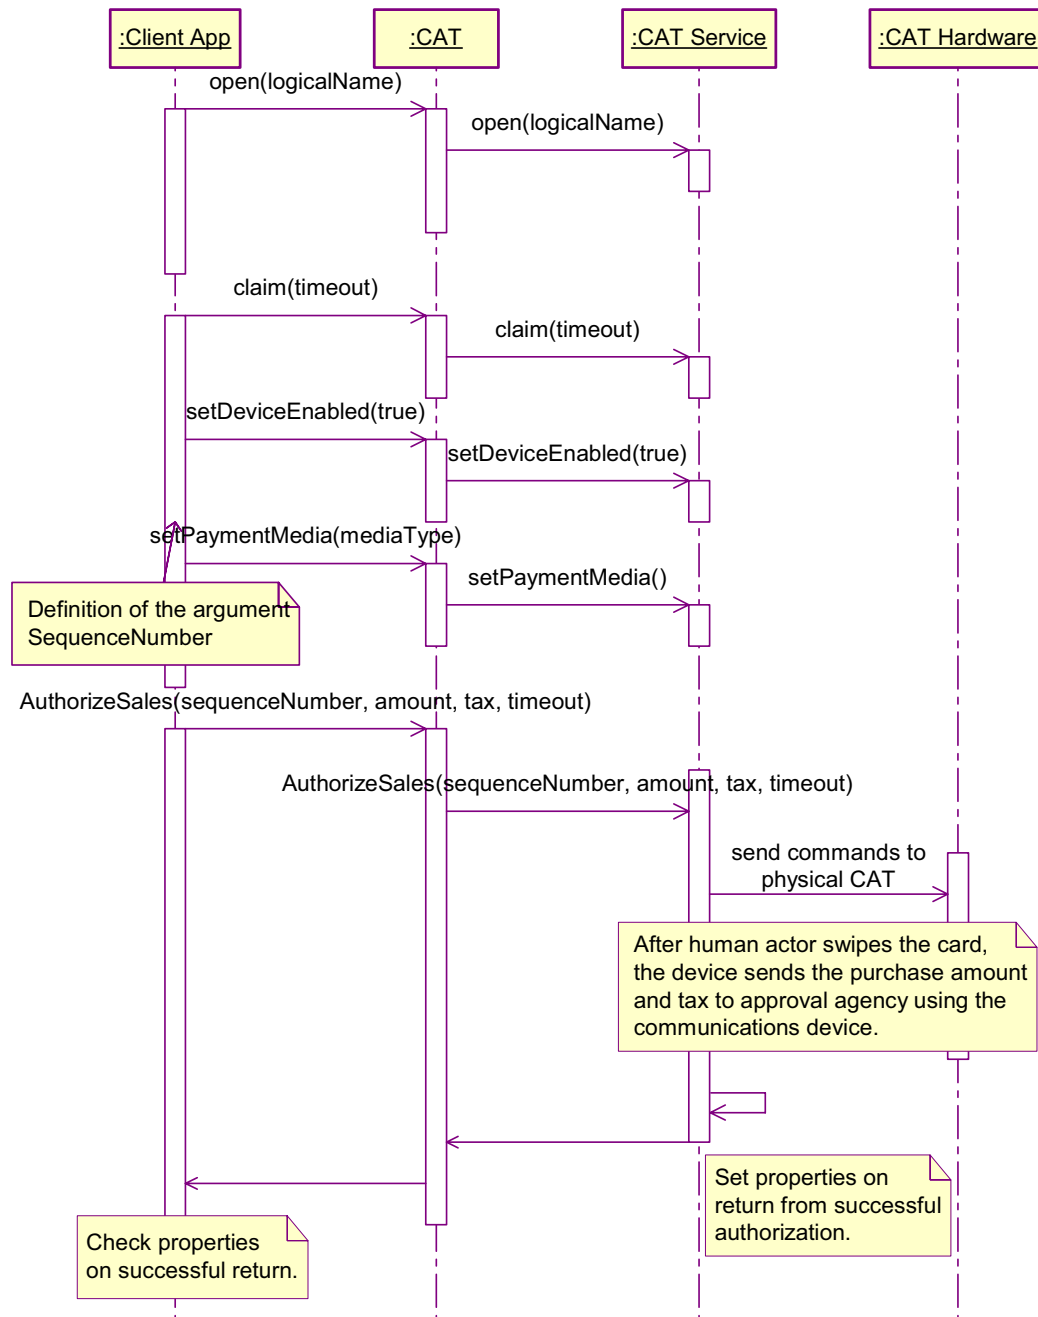 :Client App
:CAT
:CAT Service
:CAT Hardware
open(logicalName)
open(logicalName)
claim(timeout)
claim(timeout)
setDeviceEnabled(true)
setDeviceEnabled(true)
setPaymentMedia(mediaType)
setPaymentMedia()
Definition of the argument
SequenceNumber
AuthorizeSales(sequenceNumber, amount, tax, timeout)
AuthorizeSales(sequenceNumber, amount, tax, timeout)
send commands to
physical CAT
After human actor swipes the card,
the device sends the purchase amount
and tax to approval agency using the
communications device.
Set properties on
return from successful
authorization.
Check properties
on successful return.